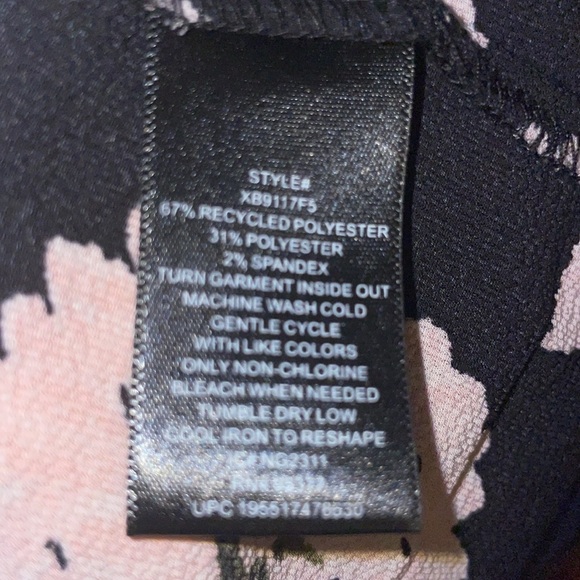 STYLE#
XB9117F5
67% RECYCLED POLYESTER
31% POLYESTER
2% SPANDEX
TURN GARMENT INSIDE OUT
MACHINE WASH COLD
GENTLE CYCLE
WITH LIKE COLORS
ONLY NON-CHLORINE
BLEACH WHEN NEEDED
TUMBLE DRY LOW
COOL IRON TO RESHAPE
UPC